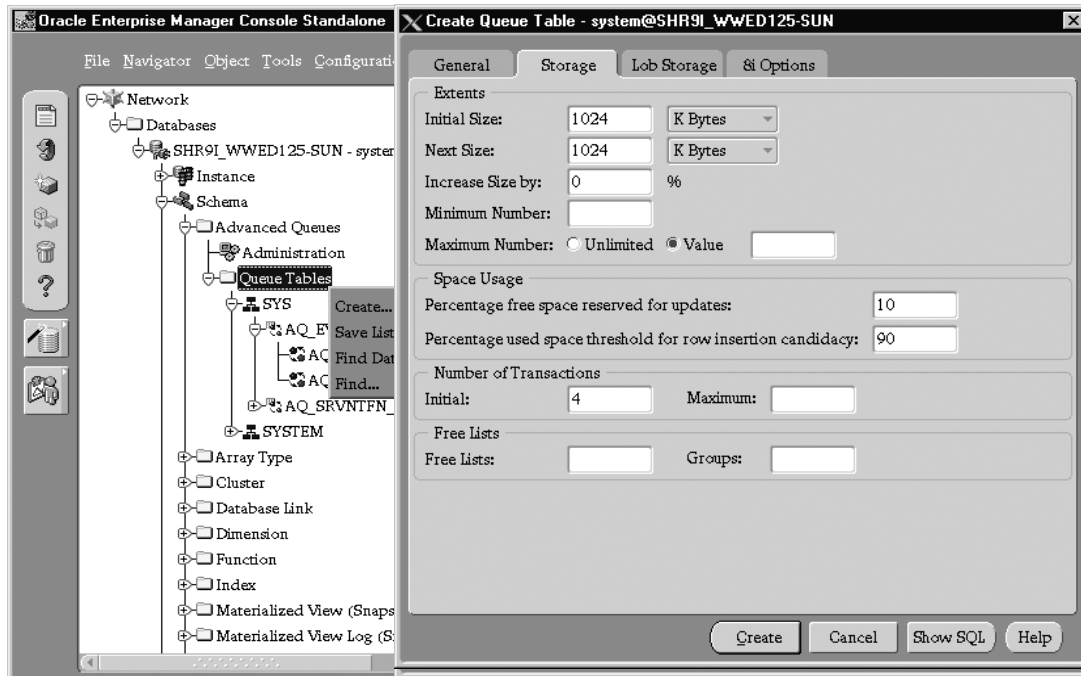 Oracle Enterprise Manager Console Standalone
File Navigator Object Tools Configurati
Network
Databases
SHR9I_WWED125-SUN - system
Instance
Schema
Advanced Queues
Administration
Queue Tables
SYS
AQ_E
AQ
AQ
AQ_SRVNTFN_
SYSTEM
Array Type
Cluster
Database Link
Dimension
Function
Index
Materialized View (Snaps
Materialized View Log (S
Create...
Save List
Find Dat
Find...
Create Queue Table - system@SHR9I_WWED125-SUN
General Storage Lob Storage 8i Options
Extents
Initial Size: 1024 K Bytes
Next Size: 1024 K Bytes
Increase Size by: 0 %
Minimum Number:
Maximum Number: Unlimited Value
Space Usage
Percentage free space reserved for updates: 10
Percentage used space threshold for row insertion candidacy: 90
Number of Transactions
Initial: 4 Maximum:
Free Lists
Free Lists: Groups:
Create Cancel Show SQL Help